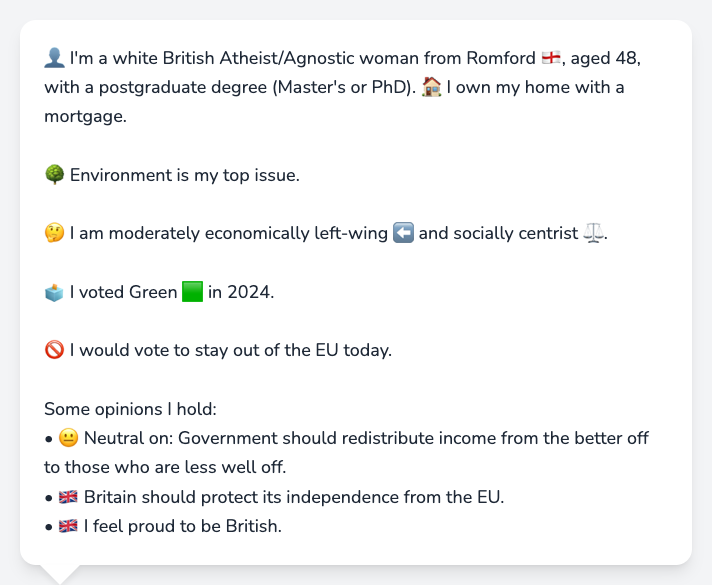 👤 I'm a white British Atheist/Agnostic woman from Romford 🏴󠁧󠁢󠁥󠁮󠁧󠁿, aged 48,
with a postgraduate degree (Master's or PhD). 🏠 I own my home with a
mortgage.
🌳 Environment is my top issue.
🤔 I am moderately economically left-wing ⬅️ and socially centrist ⚖️.
🗳️ I voted Green 🟩 in 2024.
🚫 I would vote to stay out of the EU today.
Some opinions I hold:
• 😐 Neutral on: Government should redistribute income from the better off
to those who are less well off.
• 🇬🇧 Britain should protect its independence from the EU.
• 🇬🇧 I feel proud to be British.